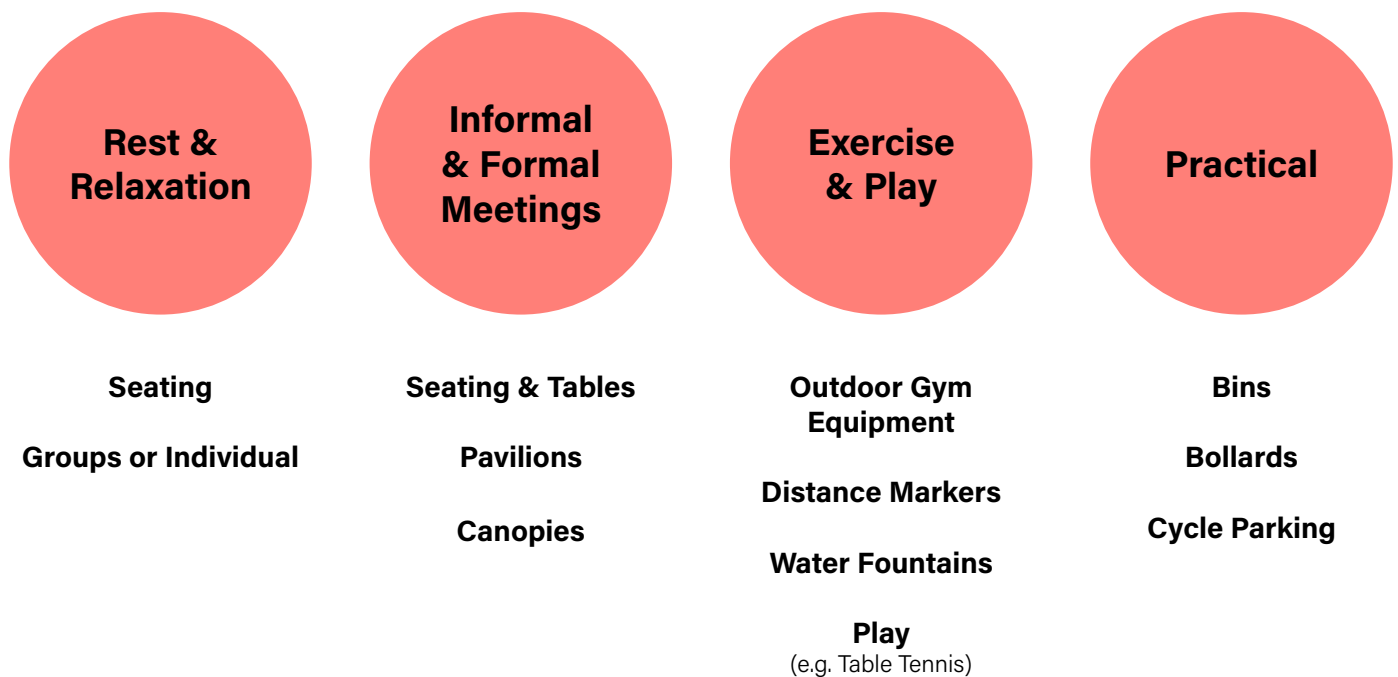 Rest &
Relaxation
Seating
Groups or Individual
Informal
& Formal
Meetings
Seating & Tables
Pavilions
Canopies
Exercise
& Play
Outdoor Gym
Equipment
Distance Markers
Water Fountains
Play
(e.g. Table Tennis)
Practical
Bins
Bollards
Cycle Parking